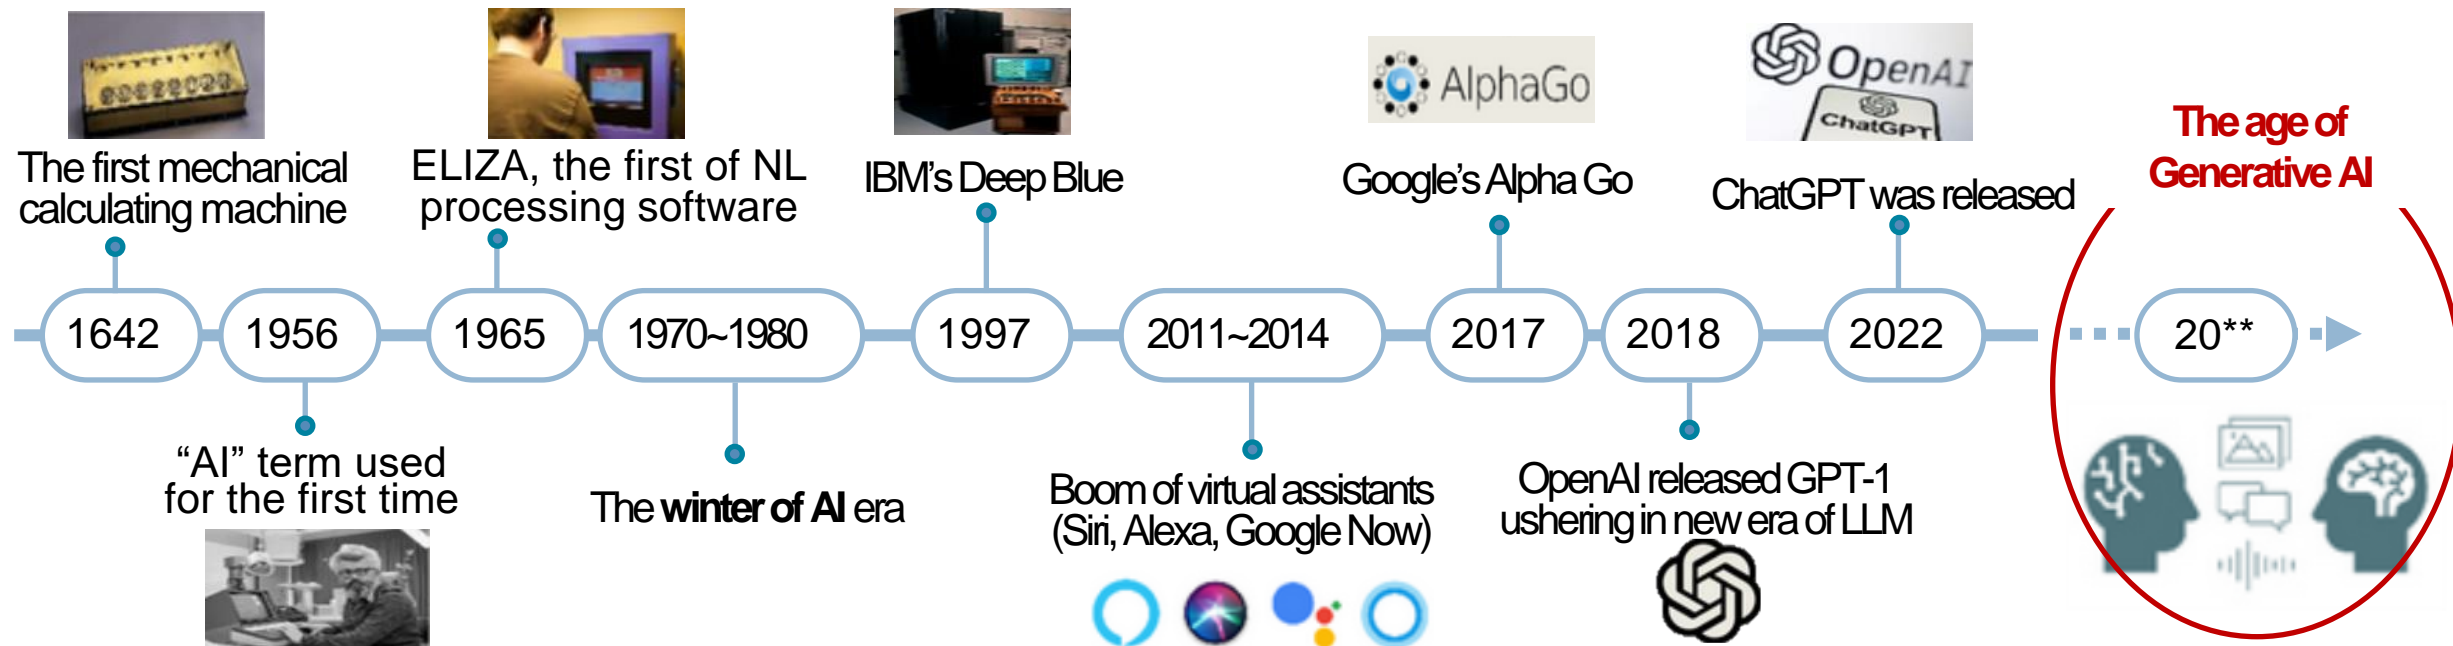 AlphaGo
OpenAI
ChatGPT
The age of
Generative AI
The first mechanical
calculating machine
ELIZA, the first of NL
processing software
IBM’s Deep Blue
Google’s Alpha Go
ChatGPT was released
1642
1956
1965
1970~1980
1997
2011~2014
2017
2018
2022
20**
“AI” term used
for the first time
The winter of AI era
Boom of virtual assistants
(Siri, Alexa, Google Now)
OpenAI released GPT-1
ushering in new era of LLM